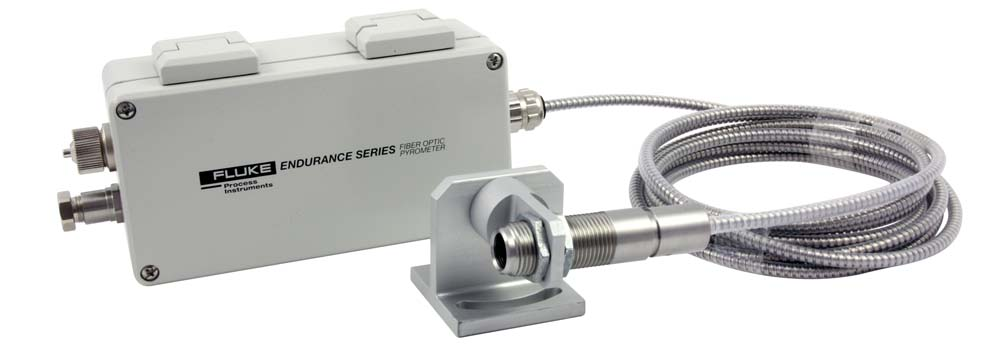 FLUKE ENDURANCE SERIES FIBER OPTIC
PYROMETER
Process
Instruments